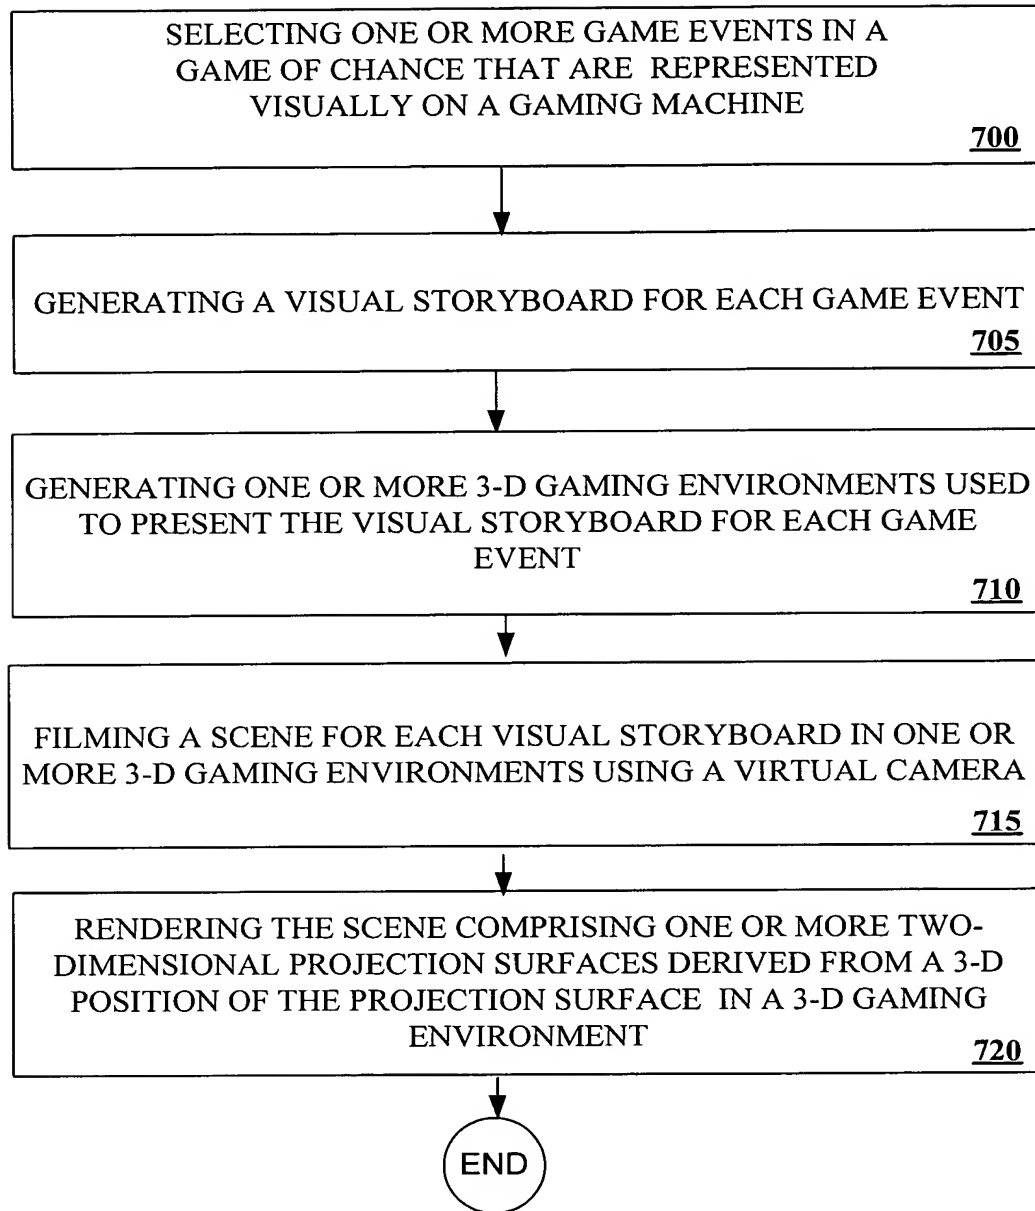 SELECTING ONE OR MORE GAME EVENTS IN A
GAME OF CHANCE THAT ARE REPRESENTED
VISUALLY ON A GAMING MACHINE
700
GENERATING A VISUAL STORYBOARD FOR EACH GAME EVENT
705
GENERATING ONE OR MORE 3-D GAMING ENVIRONMENTS USED
TO PRESENT THE VISUAL STORYBOARD FOR EACH GAME
EVENT
710
FILMING A SCENE FOR EACH VISUAL STORYBOARD IN ONE OR
MORE 3-D GAMING ENVIRONMENTS USING A VIRTUAL CAMERA
715
RENDERING THE SCENE COMPRISING ONE OR MORE TWO-
DIMENSIONAL PROJECTION SURFACES DERIVED FROM A 3-D
POSITION OF THE PROJECTION SURFACE IN A 3-D GAMING
ENVIRONMENT
720
END